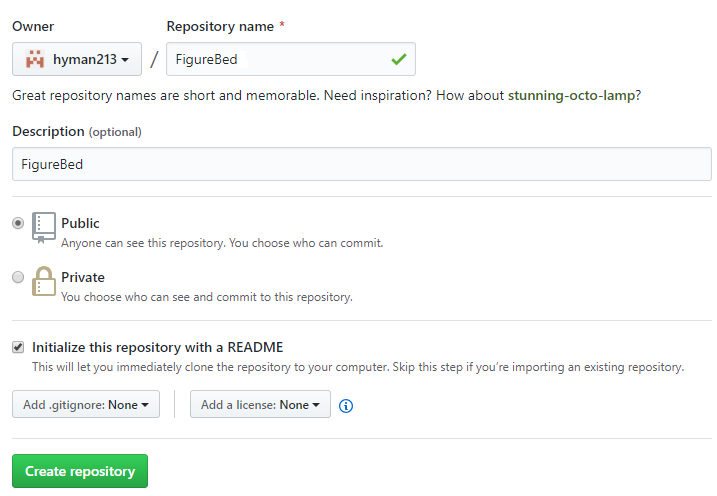 Owner Repository name *
hyman213 / FigureBed
Great repository names are short and memorable. Need inspiration? How about stunning-octo-lamp?
Description (optional)
FigureBed
Public
Anyone can see this repository. You choose who can commit.
Private
You choose who can see and commit to this repository.
Initialize this repository with a README
This will let you immediately clone the repository to your computer. Skip this step if you're importing an existing repository.
Add .gitignore: None Add a license: None
Create repository